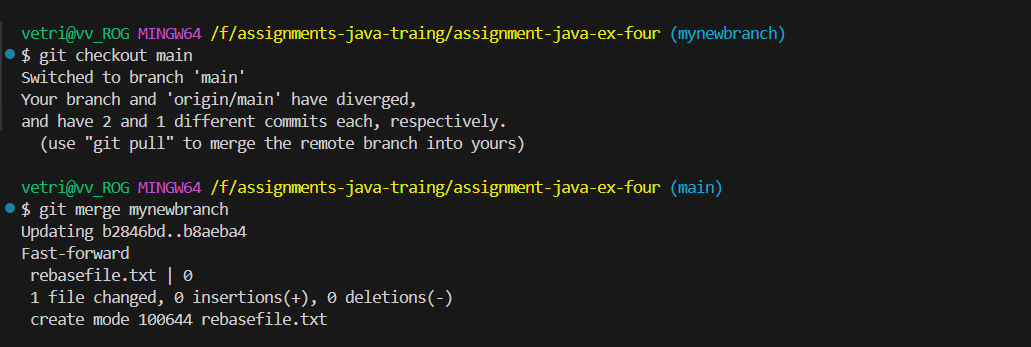 vetri@vv_ROG MINGW64 /f/assignments-java-traing/assignment-java-ex-four (mynewbranch)
$ git checkout main
Switched to branch 'main'
Your branch and 'origin/main' have diverged,
and have 2 and 1 different commits each, respectively.
  (use "git pull" to merge the remote branch into yours)
vetri@vv_ROG MINGW64 /f/assignments-java-traing/assignment-java-ex-four (main)
$ git merge mynewbranch
Updating b2846bd..b8aeba4
Fast-forward
 rebasefile.txt | 0
 1 file changed, 0 insertions(+), 0 deletions(-)
 create mode 100644 rebasefile.txt